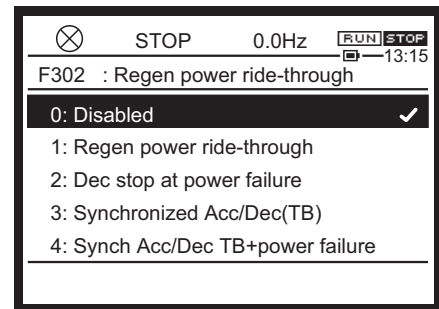 STOP 0.0Hz RUN STOP
13:15
F302 : Regen power ride-through
0: Disabled
1: Regen power ride-through
2: Dec stop at power failure
3: Synchronized Acc/Dec(TB)
4: Synch Acc/Dec TB+power failure